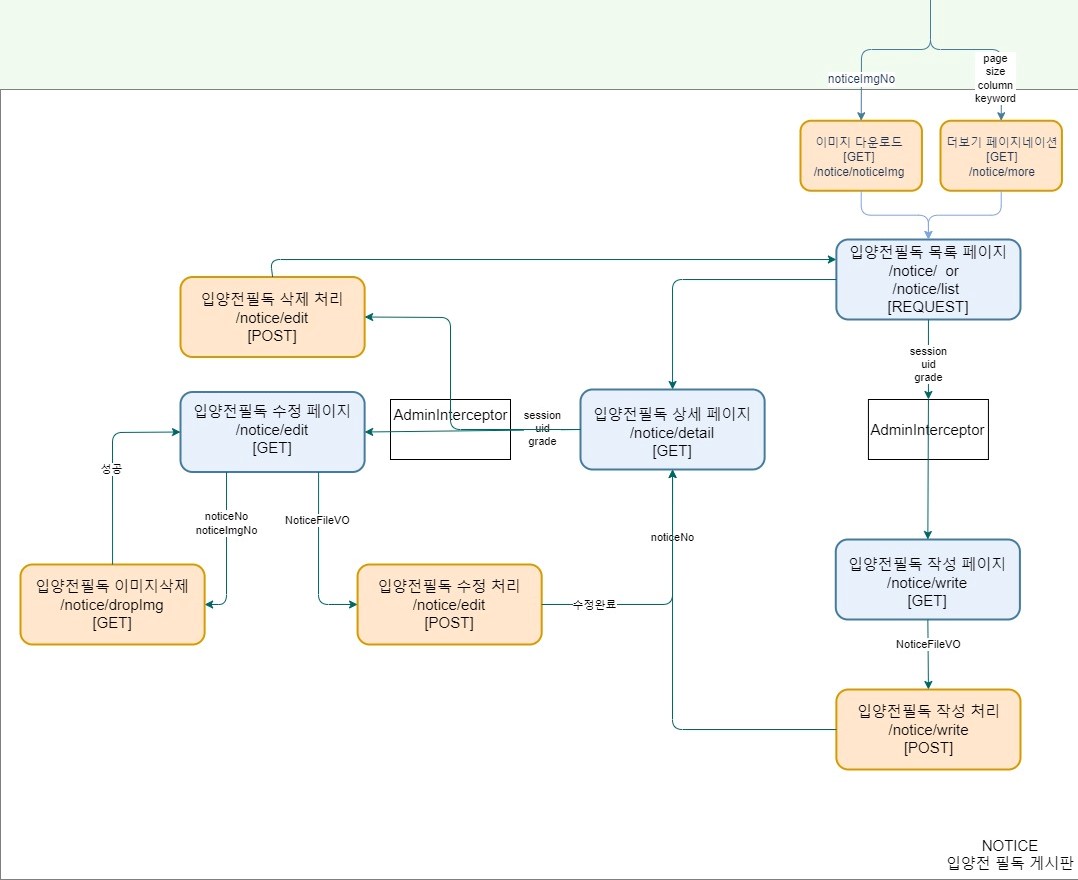 noticeImgNo
page
size
column
keyword
이미지 다운로드
[GET]
/notice/noticeImg
더보기 페이지네이션
[GET]
/notice/more
입양전필독 목록 페이지
/notice/ or
/notice/list
[REQUEST]
입양전필독 삭제 처리
/notice/edit
[POST]
session
uid
grade
입양전필독 수정 페이지
/notice/edit
[GET]
AdminInterceptor
session
uid
grade
입양전필독 상세 페이지
/notice/detail
[GET]
AdminInterceptor
성공
noticeNo
noticeImgNo
NoticeFileVO
noticeNo
입양전필독 이미지삭제
/notice/dropImg
[GET]
입양전필독 수정 처리
/notice/edit
[POST]
수정완료
입양전필독 작성 페이지
/notice/write
[GET]
NoticeFileVO
입양전필독 작성 처리
/notice/write
[POST]
NOTICE
입양전 필독 게시판